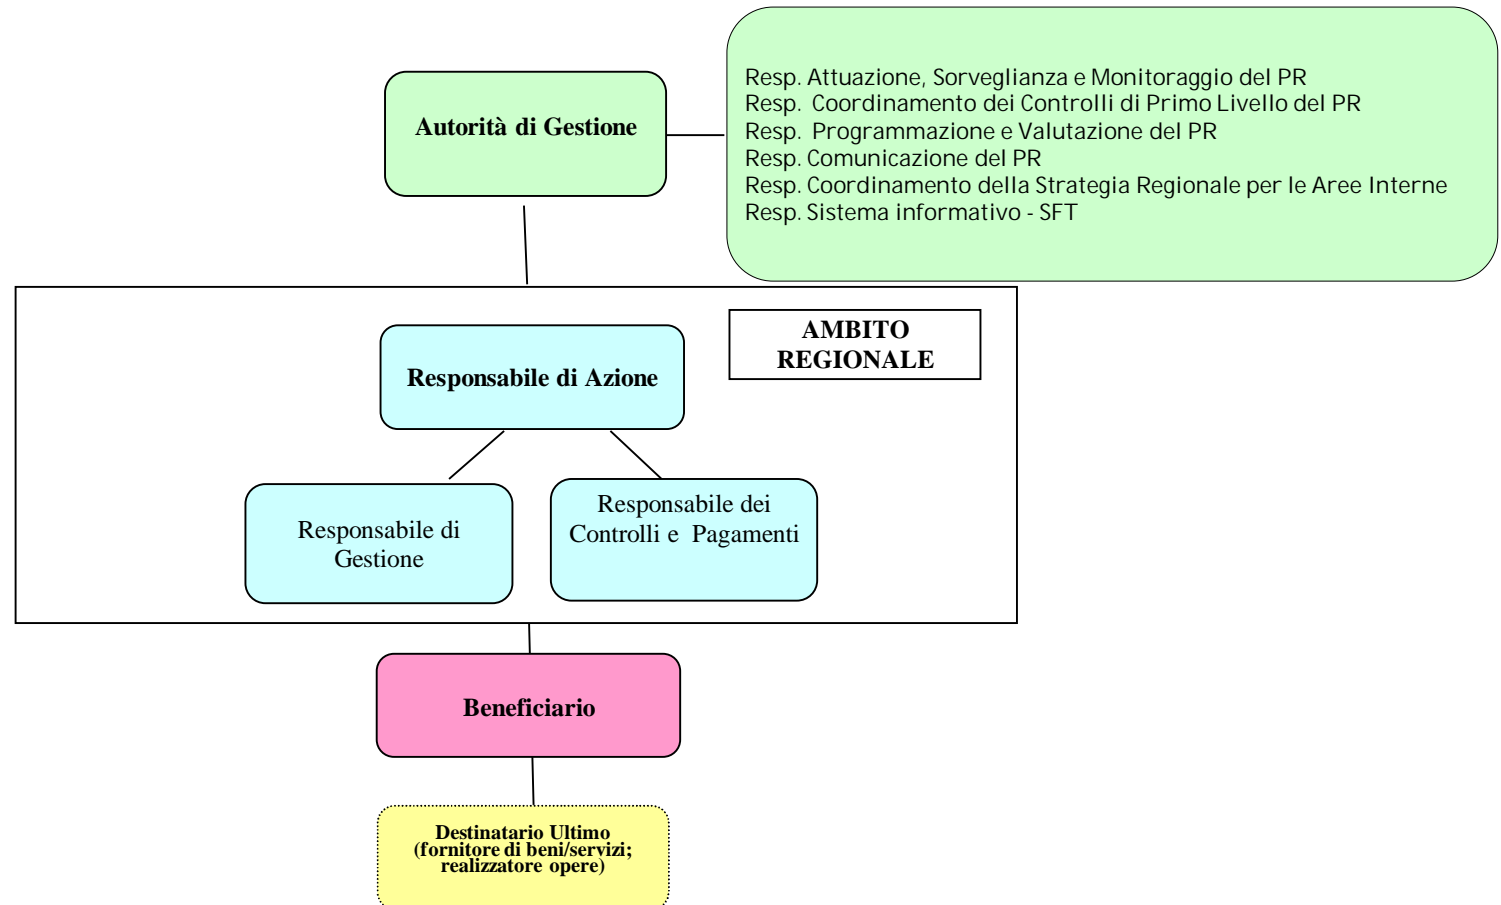 Autorità di Gestione
Resp. Attuazione, Sorveglianza e Monitoraggio del PR
Resp. Coordinamento dei Controlli di Primo Livello del PR
Resp. Programmazione e Valutazione del PR
Resp. Comunicazione del PR
Resp. Coordinamento della Strategia Regionale per le Aree Interne
Resp. Sistema informativo - SFT
AMBITO
REGIONALE
Responsabile di Azione
Responsabile di
Gestione
Responsabile dei
Controlli e Pagamenti
Beneficiario
Destinatario Ultimo
(fornitore di beni/servizi;
realizzatore opere)